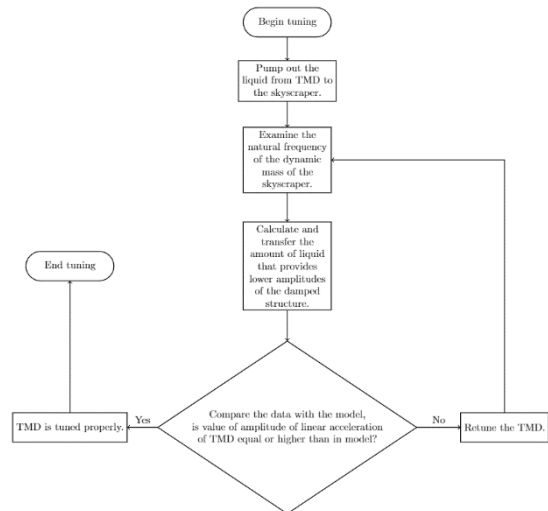 Begin tuning
Pump out the
liquid from TMD to
the skyscraper.
Examine the
natural frequency
of the dynamic
mass of the
skyscraper.
Calculate and
transfer the
amount of liquid
that provides
lower amplitudes
of the damped
structure.
End tuning
Compare the data with the model,
is value of amplitude of linear acceleration
of TMD equal or higher than in model?
Yes
No
TMD is tuned properly.
Retune the TMD.